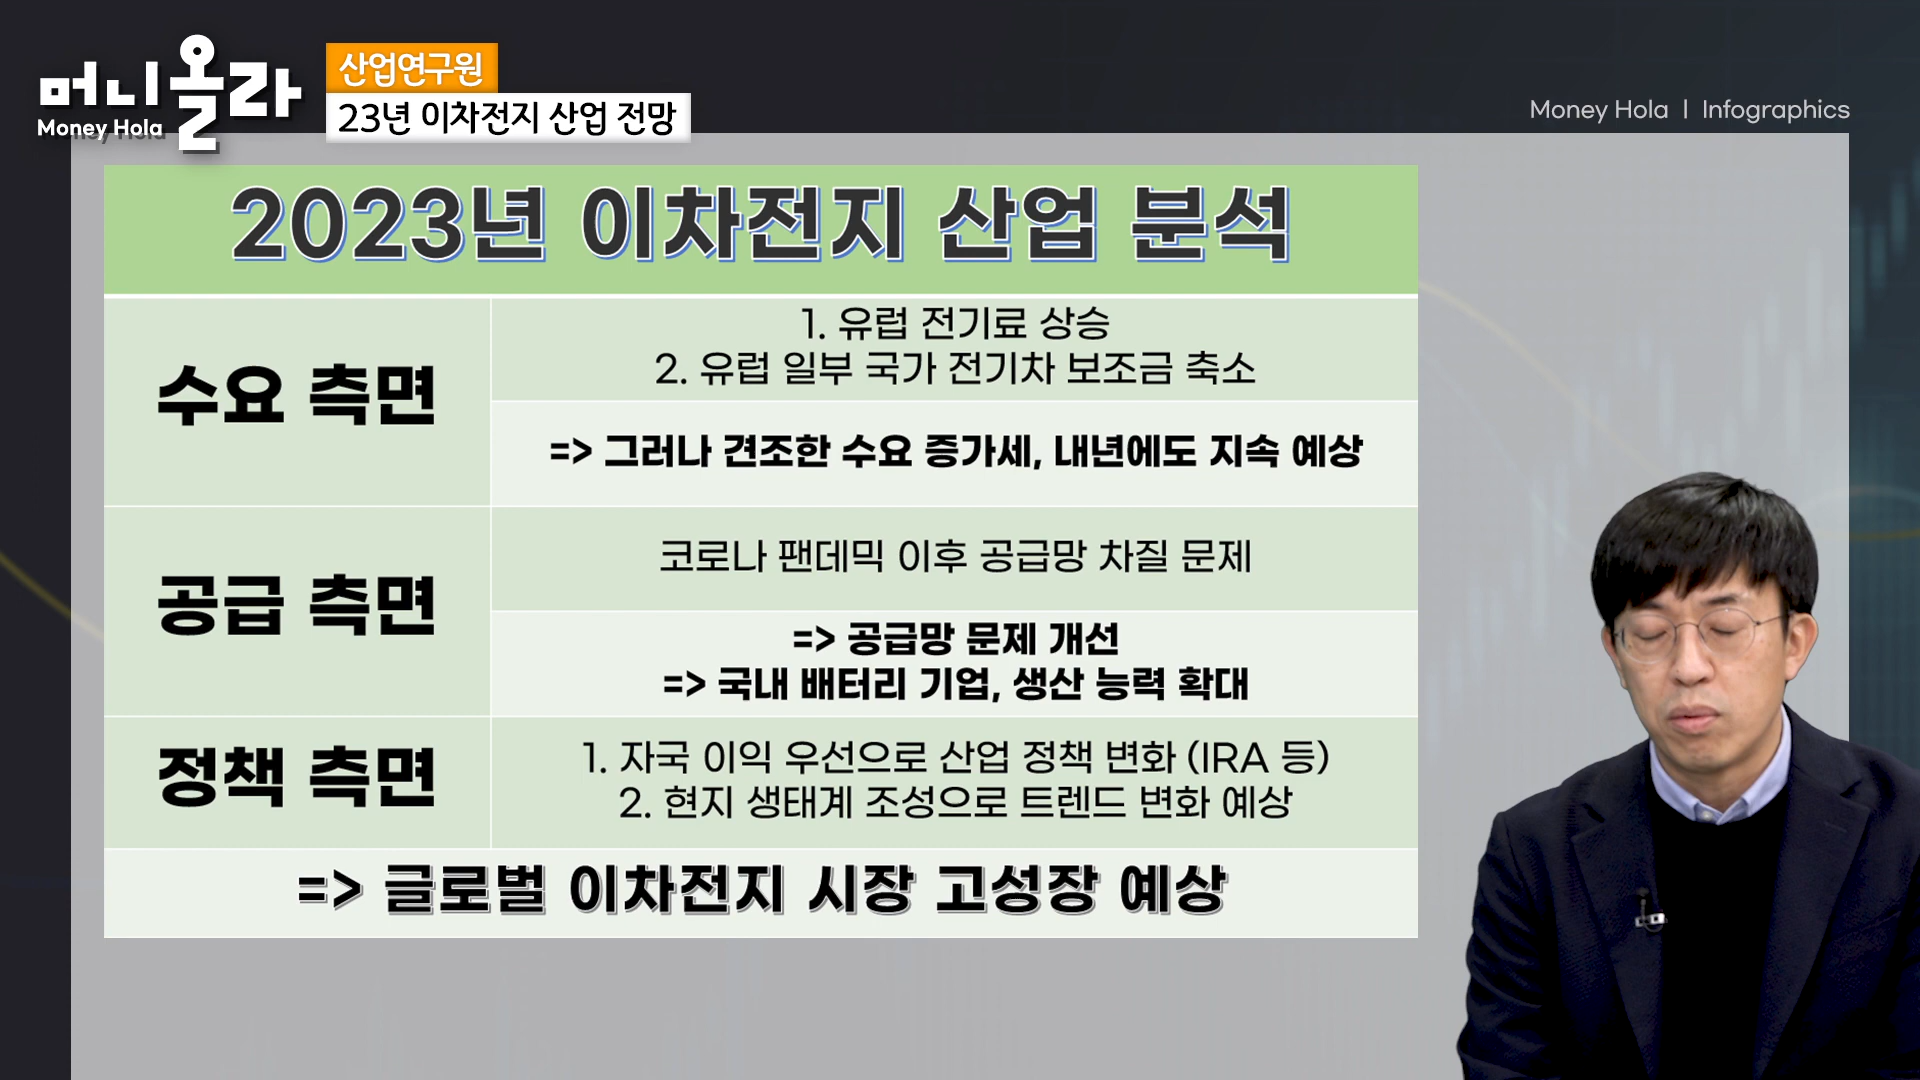 머니올라
Money Hola
산업연구원
23년 이차전지 산업 전망
Money Hola | Infographics
2023년 이차전지 산업 분석
수요 측면
1. 유럽 전기료 상승
2. 유럽 일부 국가 전기차 보조금 축소
=> 그러나 견조한 수요 증가세, 내년에도 지속 예상
공급 측면
코로나 팬데믹 이후 공급망 차질 문제
=> 공급망 문제 개선
=> 국내 배터리 기업, 생산 능력 확대
정책 측면
1. 자국 이익 우선으로 산업 정책 변화 (IRA 등)
2. 현지 생태계 조성으로 트렌드 변화 예상
=> 글로벌 이차전지 시장 고성장 예상